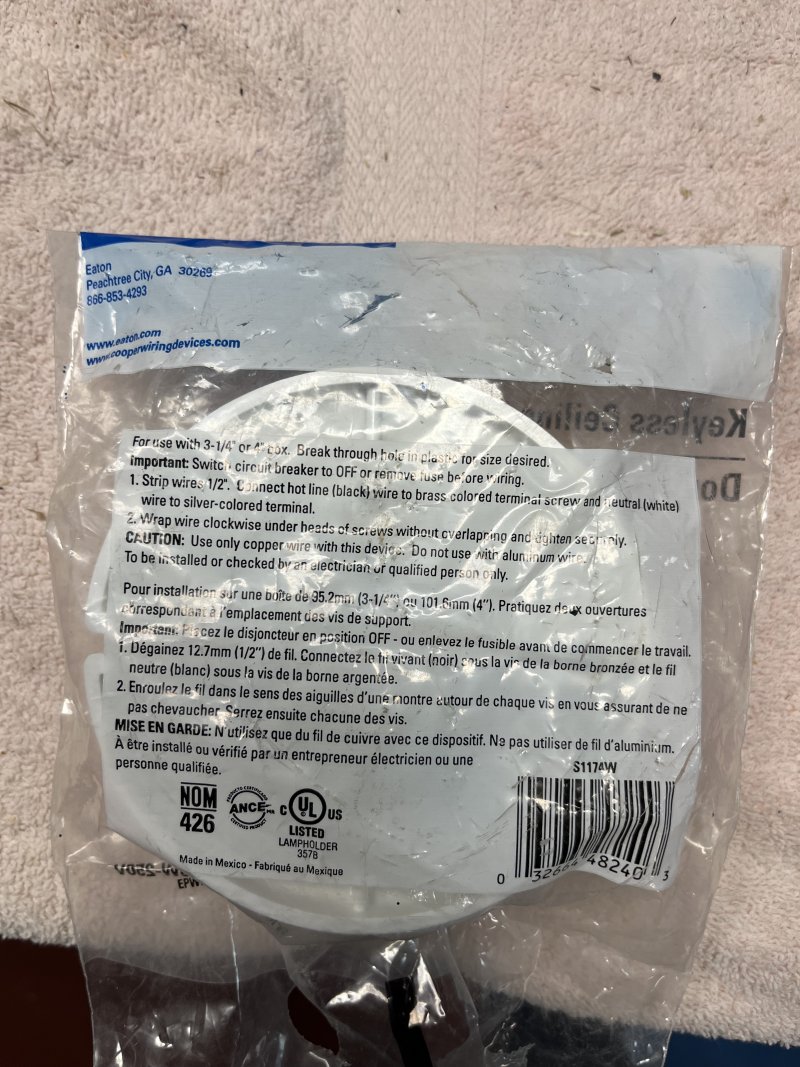 Eaton
Peachtree City, GA 30269
866-853-4293
www.eaton.com
www.cooperwiringdevices.com
Keyless Ceiling
Do
For use with 3-1/4" or 4" box. Break through hole in plastic for size desired.
Important: Switch circuit breaker to OFF or remove fuse before wiring.
1. Strip wires 1/2". Connect hot line (black) wire to brass colored terminal screw and neutral (white)
wire to silver-colored terminal.
2. Wrap wire clockwise under heads of screws without overlapping and tighten securely.
CAUTION: Use only copper wire with this device. Do not use with aluminum wire.
To be installed or checked by an electrician or qualified person only.
Pour installation sur une boîte de 95.2mm (3-1/4") ou 101.6mm (4"). Pratiquez deux ouvertures
correspondant à l'emplacement des vis de support.
Important: Placez le disjoncteur en position OFF - ou enlevez le fusible avant de commencer le travail.
1. Dégainez 12.7mm (1/2") de fil. Connectez le fil vivant (noir) sous la vis de la borne bronzée et le fil
neutre (blanc) sous la vis de la borne argentée.
2. Enroulez le fil dans le sens des aiguilles d'une montre autour de chaque vis en vous assurant de ne
pas chevaucher. Serrez ensuite chacune des vis.
MISE EN GARDE: N'utilisez que du fil de cuivre avec ce dispositif. Ne pas utiliser de fil d'aluminium.
À être installé ou vérifié par un entrepreneur électricien ou une
personne qualifiée.
S1174W
NOM
426
PRODUCTO CERTIFICADO
ANCE MR
CERTIFIED PRODUCT
C UL US
LISTED
LAMPHOLDER
3578
Made in Mexico - Fabriqué au Mexique
0 32664 48240 3